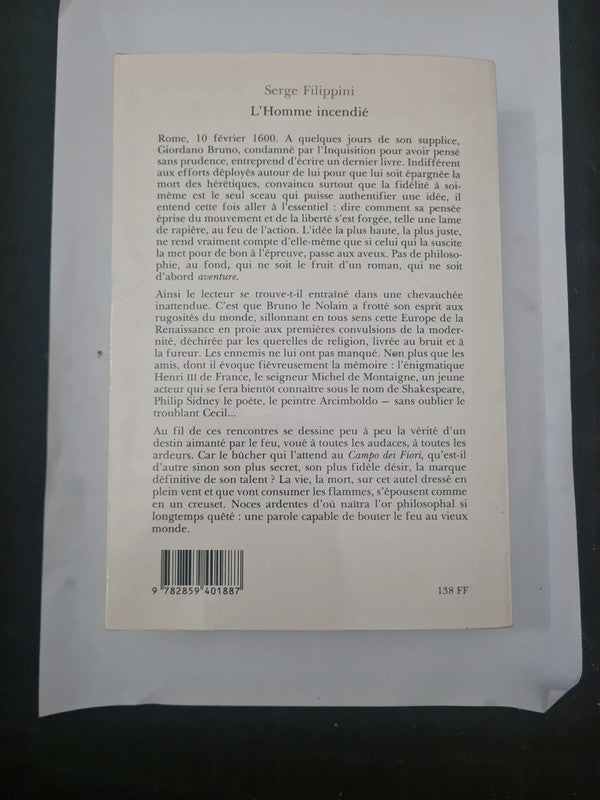 Serge Filippini
L'Homme incendié
Rome, 10 février 1600. A quelques jours de son supplice,
Giordano Bruno, condamné par l'Inquisition pour avoir pensé
sans prudence, entreprend d'écrire un dernier livre. Indifférent
aux efforts déployés autour de lui pour que lui soit épargnée la
mort des hérétiques, convaincu surtout que la fidélité à soi-
même est le seul sceau qui puisse authentifier une idée, il
entend cette fois aller à l'essentiel : dire comment sa pensée
éprise du mouvement et de la liberté s'est forgée, telle une lame
de rapière, au feu de l'action. L'idée la plus haute, la plus juste,
ne rend vraiment compte d'elle-même que si celui qui la suscite
la met pour de bon à l'épreuve, passe aux aveux. Pas de philoso-
phie, au fond, qui ne soit le fruit d'un roman, qui ne soit
d'abord aventure.
Ainsi le lecteur se trouve-t-il entraîné dans une chevauchée
inattendue. C'est que Bruno le Nolain a frotté son esprit aux
rugosités du monde, sillonnant en tous sens cette Europe de la
Renaissance en proie aux premières convulsions de la moder-
nité, déchirée par les querelles de religion, livrée au bruit et à
la fureur. Les ennemis ne lui ont pas manqué. Non plus que les
amis, dont il évoque fiévreusement la mémoire : l'énigmatique
Henri III de France, le seigneur Michel de Montaigne, un jeune
acteur qui se fera bientôt connaître sous le nom de Shakespeare,
Philip Sidney le poète, le peintre Arcimboldo — sans oublier le
troublant Cecil...
Au fil de ces rencontres se dessine peu à peu la vérité d'un
destin aimanté par le feu, voué à toutes les audaces, à toutes les
ardeurs. Car le bûcher qui l'attend au Campo dei Fiori, qu'est-il
d'autre sinon son plus secret, son plus fidèle désir, la marque
définitive de son talent ? La vie, la mort, sur cet autel dressé en
plein vent et que vont consumer les flammes, s'épousent comme
en un creuset. Noces ardentes d'où naîtra l'or philosophal si
longtemps quêté : une parole capable de bouter le feu au vieux
monde.
9 782859 401887
138 FF